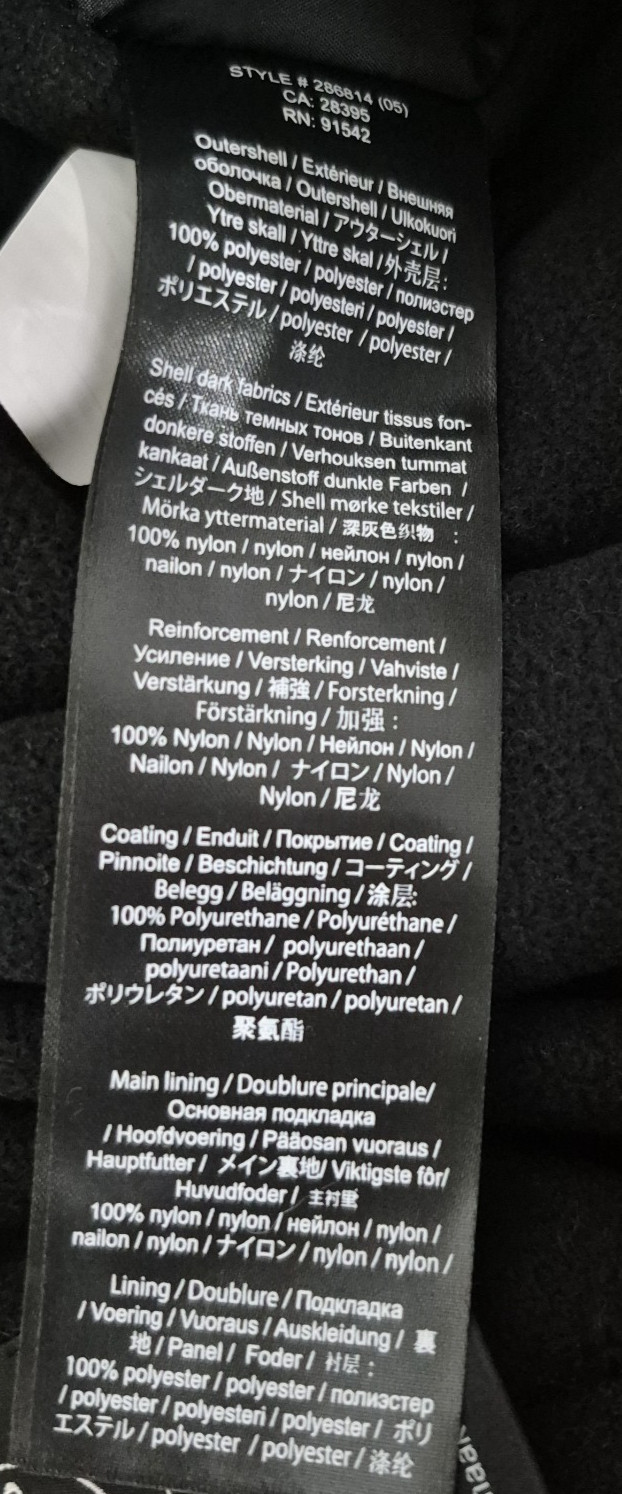 STYLE # 286814 (05)
CA: 28395
RN: 91542
Outershell / Extérieur / Внешняя
оболочка / Outershell / Ulkokuori
Obermaterial / アウターシェル /
Ytre skall / Yttre skal / 外壳层:
100% polyester / polyester / полиэстер
/ polyester / polyesteri / polyester /
ポリエステル / polyester / polyester /
涤纶
Shell dark fabrics / Extérieur tissus fon-
cés / Ткань темных тонов / Buitenkant
donkere stoffen / Verhouksen tummat
kankaat / Außenstoff dunkle Farben /
シェルダーク地 / Shell mørke tekstiler /
Mörka yttermaterial / 深灰色织物 :
100% nylon / nylon / нейлон / nylon /
nailon / nylon / ナイロン / nylon /
nylon / 尼龙
Reinforcement / Renforcement /
Усиление / Versterking / Vahviste /
Verstärkung / 補強 / Forsterkning /
Förstärkning / 加强 :
100% Nylon / Nylon / Нейлон / Nylon /
Nailon / Nylon / ナイロン / Nylon /
Nylon / 尼龙
Coating / Enduit / Покрытие / Coating /
Pinnoite / Beschichtung / コーティング /
Belegg / Beläggning / 涂层:
100% Polyurethane / Polyuréthane /
Полиуретан / polyurethaan /
polyuretaani / Polyurethan /
ポリウレタン / polyuretan / polyuretan /
聚氨酯
Main lining / Doublure principale/
Основная подкладка
/ Hoofdvoering / Pääosan vuoraus /
Hauptfutter / メイン裏地/ Viktigste fôr/
Huvudfoder / 主衬里
100% nylon / nylon / нейлон / nylon /
nailon / nylon / ナイロン / nylon / nylon /
Lining / Doublure / Подкладка
/ Voering / Vuoraus / Auskleidung / 裏
地 / Panel / Foder / 衬层 :
100% polyester / polyester / полиэстер
/ polyester / polyesteri / polyester / ポリ
エステル / polyester / polyester / 涤纶